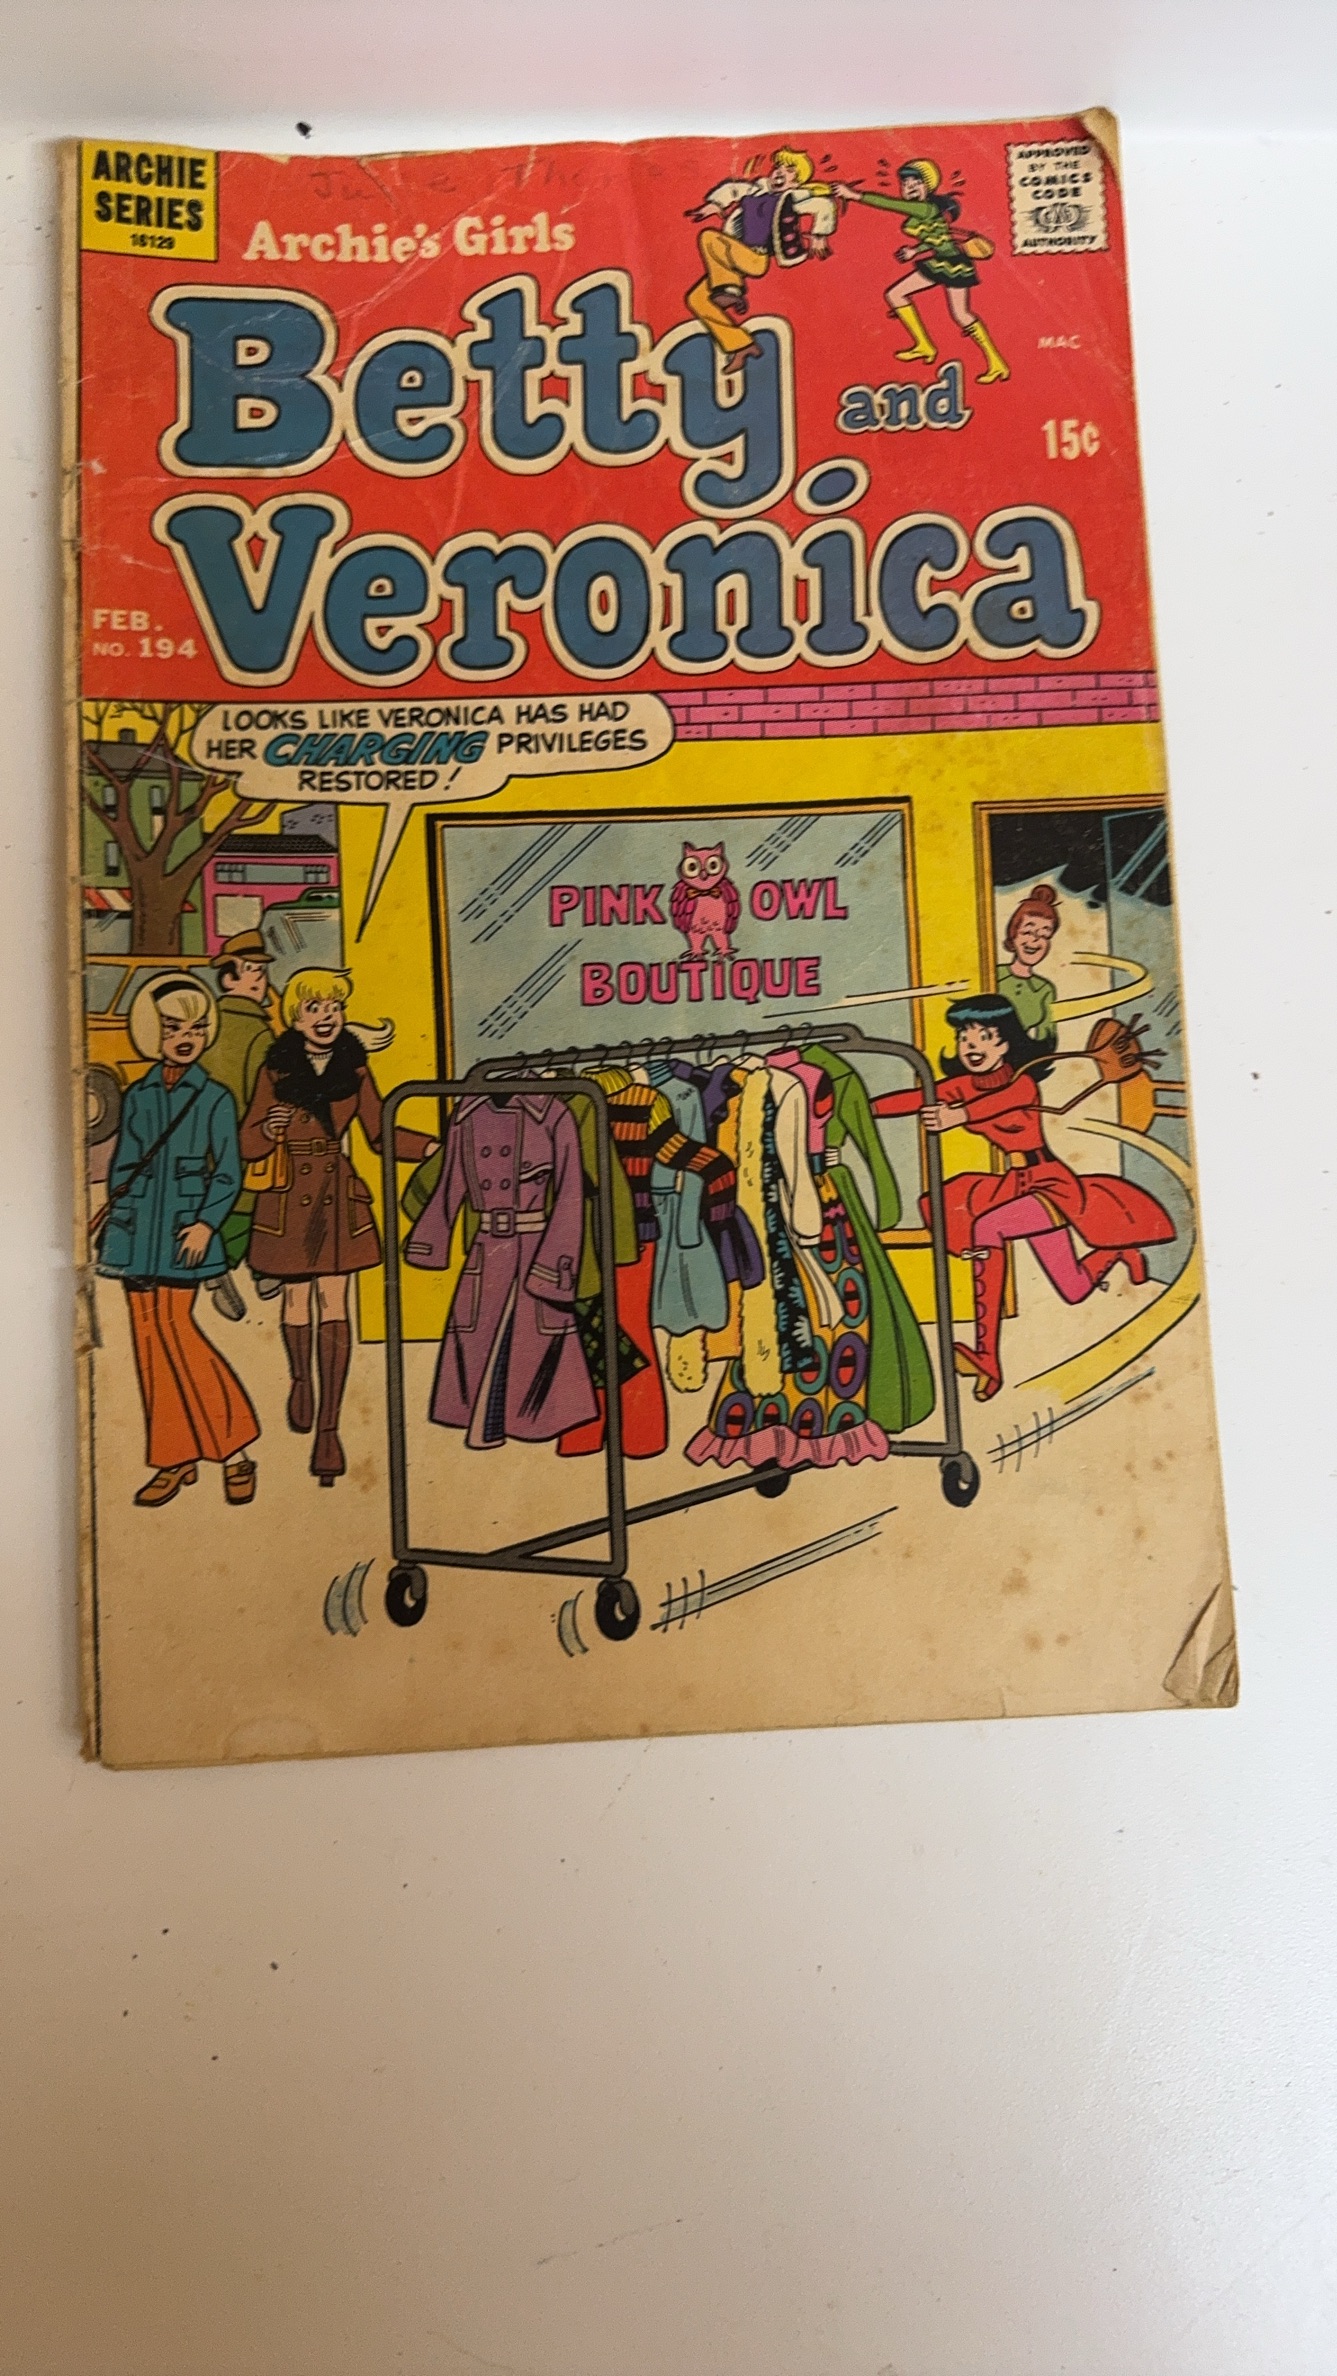 ARCHIE
SERIES
16129
Archie's Girls
Betty
and
Veronica
APPROVED
BY THE
COMICS
CODE
AUTHORITY
MAC
15¢
FEB.
NO. 194
LOOKS LIKE VERONICA HAS HAD
HER CHARGING PRIVILEGES
RESTORED!
PINK OWL
BOUTIQUE